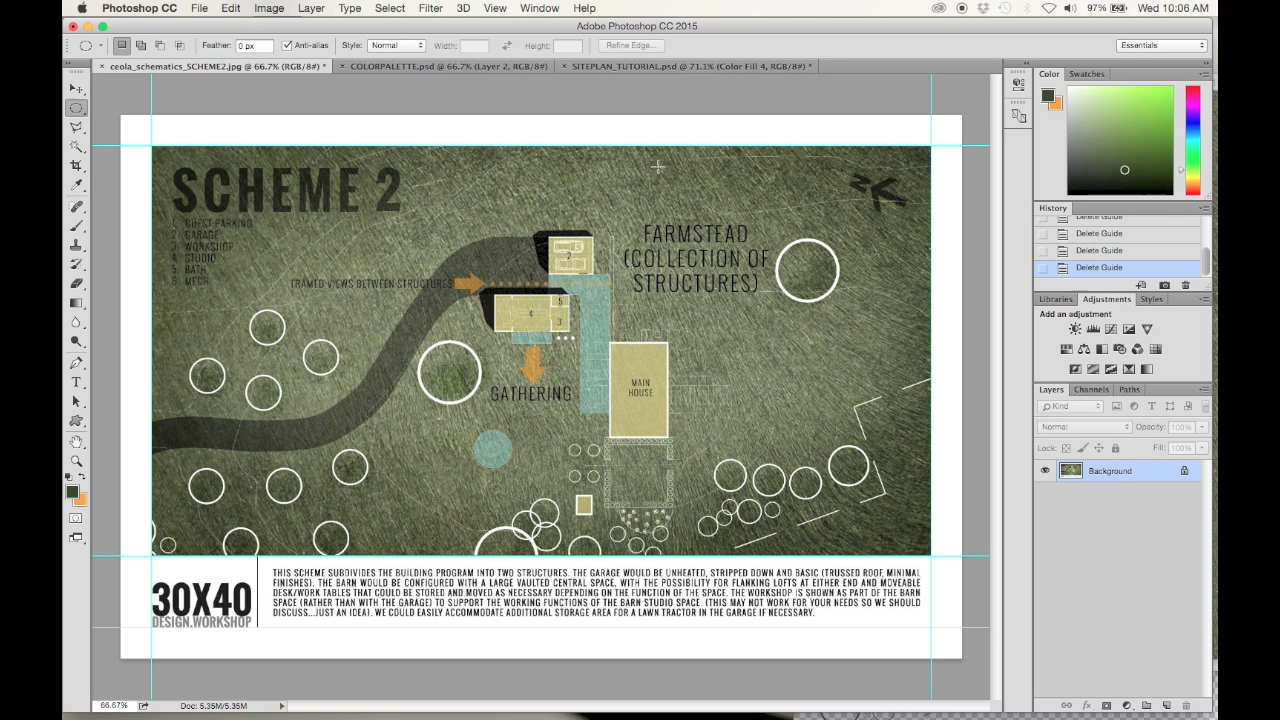 Photoshop CC File Edit Image Layer Type Select Filter 3D View Window Help 97% Wed 10:06 AM
Adobe Photoshop CC 2015
Feather: 0 px Anti-alias Style: Normal Width: Height: Refine Edge... Essentials
ceola_schematics_SCHEME2.jpg @ 66.7% (RGB/8#) * COLORPALETTE.psd @ 66.7% (Layer 2, RGB/8#) SITEPLAN_TUTORIAL.psd @ 71.1% (Color Fill 4, RGB/8#) *
Color Swatches
History
Delete Guide
Delete Guide
Delete Guide
Delete Guide
Libraries Adjustments Styles
Add an adjustment
Layers Channels Paths
Kind
Normal Opacity: 100%
Lock: Fill: 100%
Background
SCHEME 2
1. GUEST PARKING
2. GARAGE
3. WORKSHOP
4. STUDIO
5. BATH
6. MECH
FRAMED VIEWS BETWEEN STRUCTURES
FARMSTEAD
(COLLECTION OF
STRUCTURES)
2
5
4
3
GATHERING
MAIN
HOUSE
30X40
DESIGN.WORKSHOP
THIS SCHEME SUBDIVIDES THE BUILDING PROGRAM INTO TWO STRUCTURES. THE GARAGE WOULD BE UNHEATED, STRIPPED DOWN AND BASIC (TRUSSED ROOF, MINIMAL
FINISHES). THE BARN WOULD BE CONFIGURED WITH A LARGE VAULTED CENTRAL SPACE, WITH THE POSSIBILITY FOR FLANKING LOFTS AT EITHER END AND MOVEABLE
DESK/WORK TABLES THAT COULD BE STORED AND MOVED AS NECESSARY DEPENDING ON THE FUNCTION OF THE SPACE. THE WORKSHOP IS SHOWN AS PART OF THE BARN
SPACE (RATHER THAN WITH THE GARAGE) TO SUPPORT THE WORKING FUNCTIONS OF THE BARN STUDIO SPACE. (THIS MAY NOT WORK FOR YOUR NEEDS SO WE SHOULD
DISCUSS...JUST AN IDEA). WE COULD EASILY ACCOMMODATE ADDITIONAL STORAGE AREA FOR A LAWN TRACTOR IN THE GARAGE IF NECESSARY.
66.67% Doc: 5.35M/5.35M